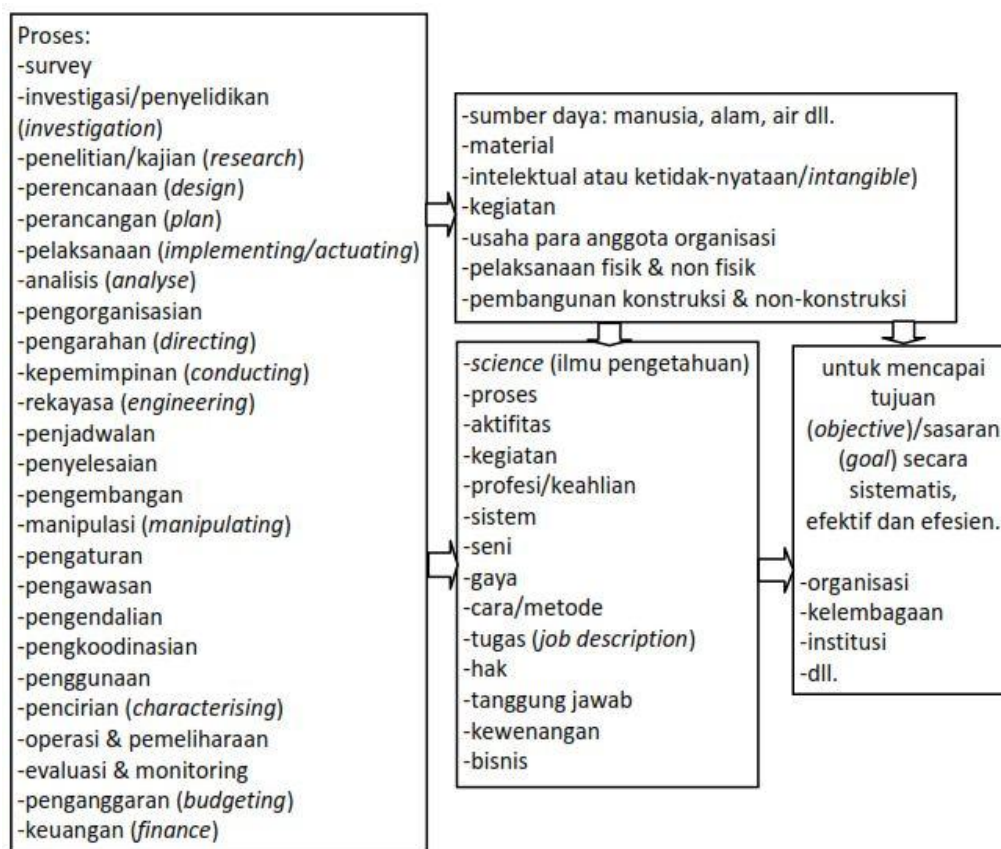 Proses:
-survey
-investigasi/penyelidikan
(investigation)
-penelitian/kajian (research)
-perencanaan (design)
-perancangan (plan)
-pelaksanaan (implementing/actuating)
-analisis (analyse)
-pengorganisasian
-pengarahan (directing)
-kepemimpinan (conducting)
-rekayasa (engineering)
-penjadwalan
-penyelesaian
-pengembangan
-manipulasi (manipulating)
-pengaturan
-pengawasan
-pengendalian
-pengkoodinasian
-penggunaan
-pencirian (characterising)
-operasi & pemeliharaan
-evaluasi & monitoring
-penganggaran (budgeting)
-keuangan (finance)
-sumber daya: manusia, alam, air dll.
-material
-intelektual atau ketidak-nyataan/intangible)
-kegiatan
-usaha para anggota organisasi
-pelaksanaan fisik & non fisik
-pembangunan konstruksi & non-konstruksi
-science (ilmu pengetahuan)
-proses
-aktifitas
-kegiatan
-profesi/keahlian
-sistem
-seni
-gaya
-cara/metode
-tugas (job description)
-hak
-tanggung jawab
-kewenangan
-bisnis
untuk mencapai
tujuan
(objective)/sasaran
(goal) secara
sistematis,
efektif dan efesien.
-organisasi
-kelembagaan
-institusi
-dll.